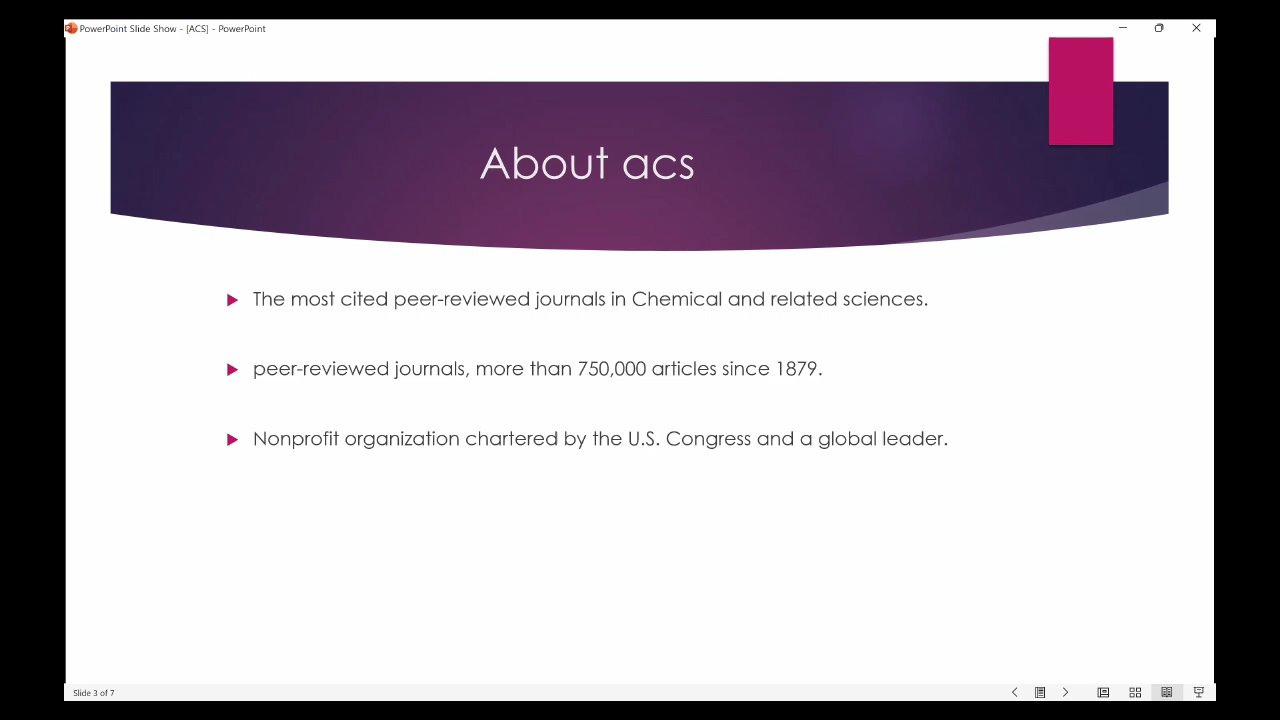 PowerPoint Slide Show - [ACS] - PowerPoint
About acs
The most cited peer-reviewed journals in Chemical and related sciences.
peer-reviewed journals, more than 750,000 articles since 1879.
Nonprofit organization chartered by the U.S. Congress and a global leader.
Slide 3 of 7